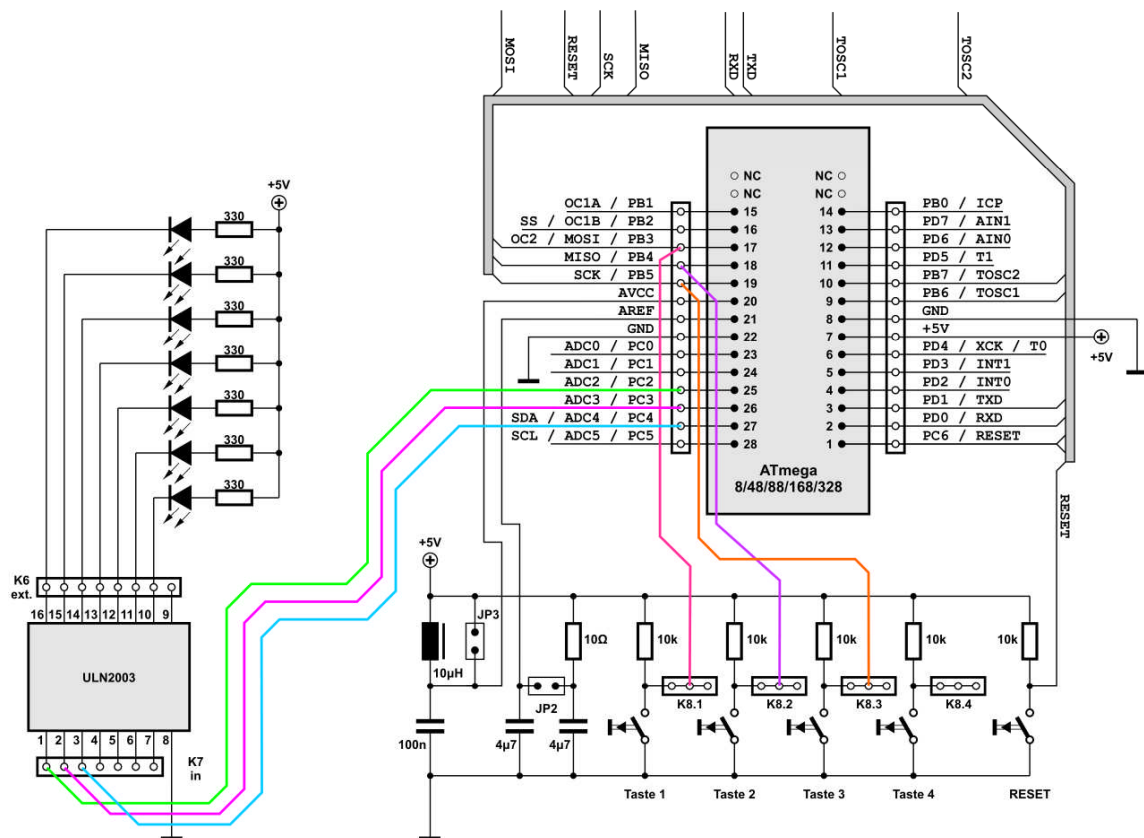 MOSI
RESET
SCK
MISO
RXD
TXD
TOSC1
TOSC2
NC NC
NC NC
OC1A / PB1 15 14 PB0 / ICP
SS / OC1B / PB2 16 13 PD7 / AIN1
OC2 / MOSI / PB3 17 12 PD6 / AIN0
MISO / PB4 18 11 PD5 / T1
SCK / PB5 19 10 PB7 / TOSC2
AVCC 20 9 PB6 / TOSC1
AREF 21 8 GND
GND 22 7 +5V
ADC0 / PC0 23 6 PD4 / XCK / T0
ADC1 / PC1 24 5 PD3 / INT1
ADC2 / PC2 25 4 PD2 / INT0
ADC3 / PC3 26 3 PD1 / TXD
SDA / ADC4 / PC4 27 2 PD0 / RXD
SCL / ADC5 / PC5 28 1 PC6 / RESET
ATmega
8/48/88/168/328
+5V
RESET
+5V
330
330
330
330
330
330
330
K6
ext.
16 15 14 13 12 11 10 9
ULN2003
1 2 3 4 5 6 7 8
K7
in
+5V
JP3
10µH
10Ω
10k
10k
10k
10k
10k
JP2
K8.1
K8.2
K8.3
K8.4
100n
4µ7
4µ7
Taste 1
Taste 2
Taste 3
Taste 4
RESET